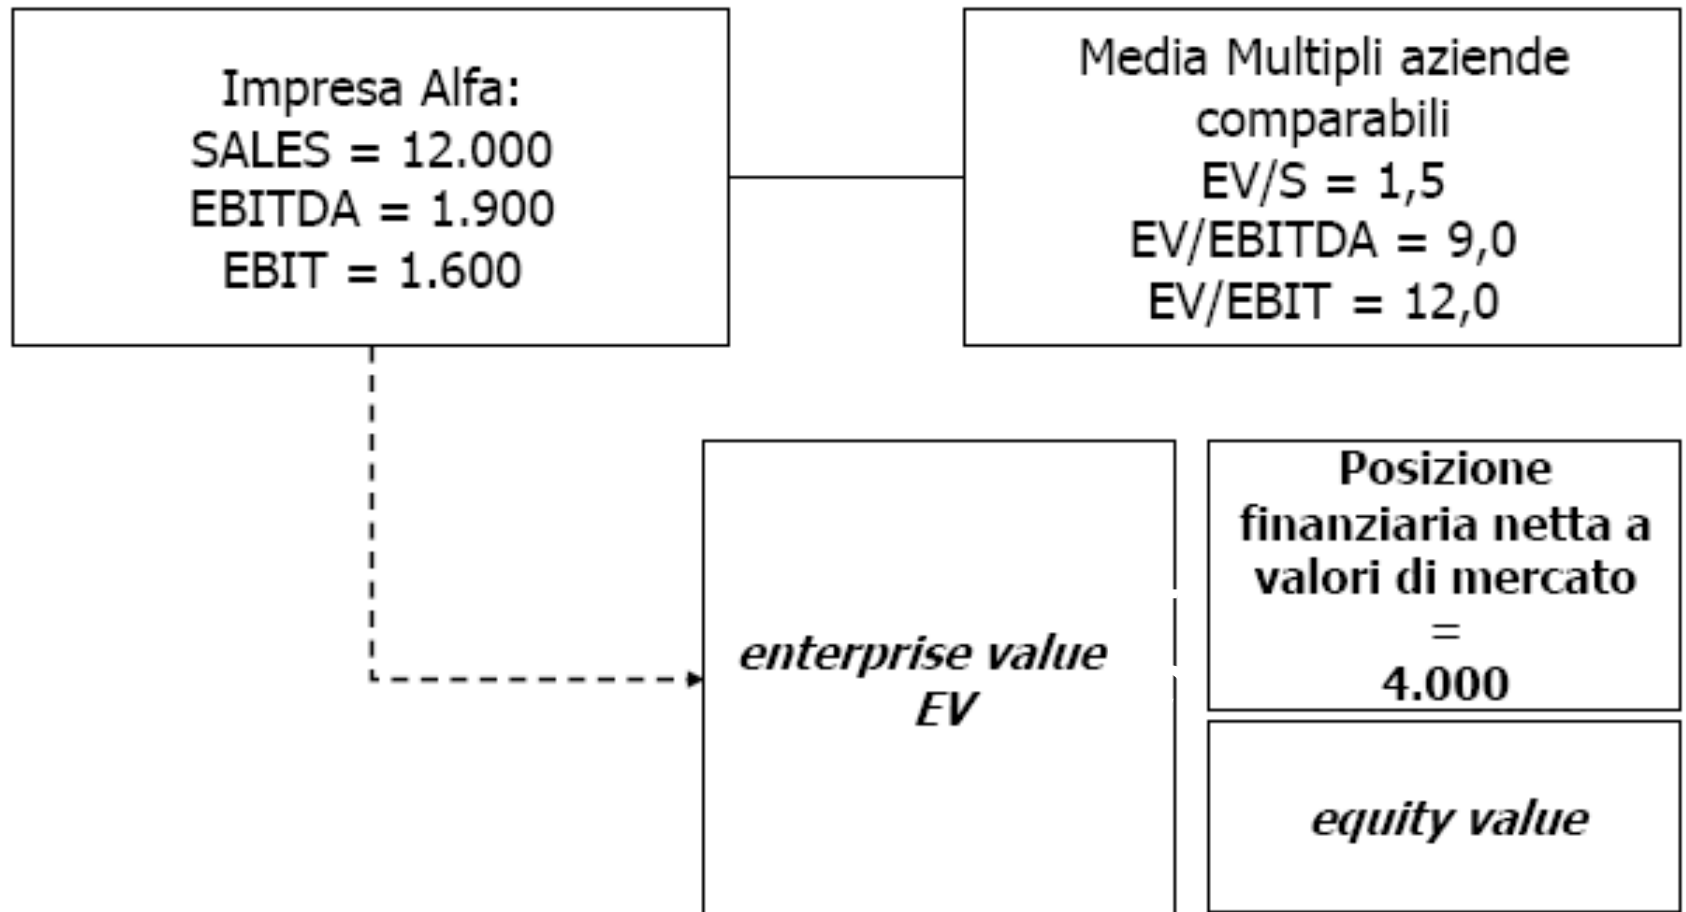 Impresa Alfa:
SALES = 12.000
EBITDA = 1.900
EBIT = 1.600
Media Multipli aziende
comparabili
EV/S = 1,5
EV/EBITDA = 9,0
EV/EBIT = 12,0
enterprise value
EV
Posizione
finanziaria netta a
valori di mercato
=
4.000
equity value